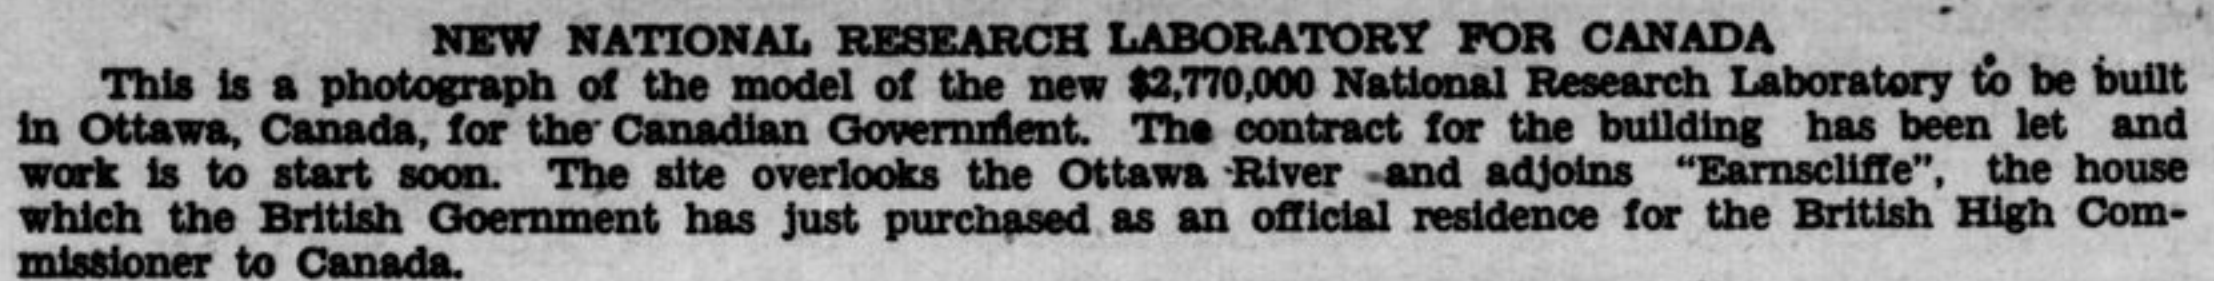 NEW NATIONAL RESEARCH LABORATORY FOR CANADA
This is a photograph of the model of the new $2,770,000 National Research Laboratory to be built
in Ottawa, Canada, for the Canadian Government. The contract for the building has been let and
work is to start soon. The site overlooks the Ottawa River and adjoins "Earnscliffe", the house
which the British Goernment has just purchased as an official residence for the British High Com-
missioner to Canada.